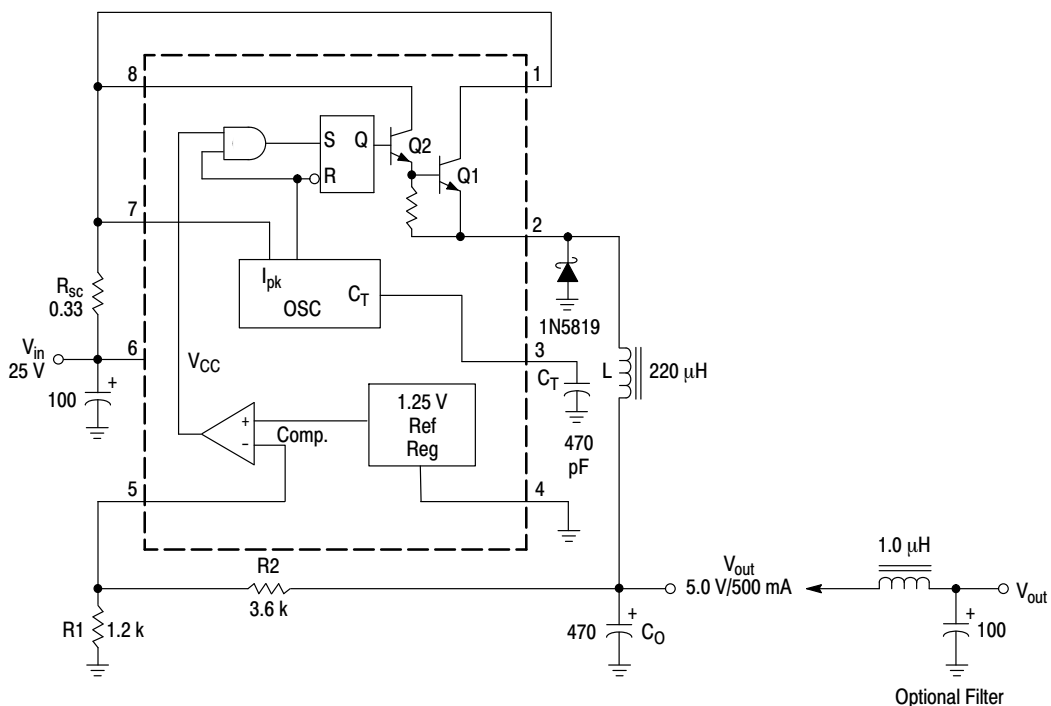 8
1
S Q
Q2
R
Q1
7
2
Rsc
0.33
Ipk
OSC
CT
1N5819
Vin
25 V
6
VCC
3
CT
L
220 µH
100
+
1.25 V
Ref
Reg
+
−
Comp.
470
pF
5
4
R2
3.6 k
Vout
5.0 V/500 mA
1.0 µH
Vout
R1
1.2 k
470
+
CO
+
100
Optional Filter